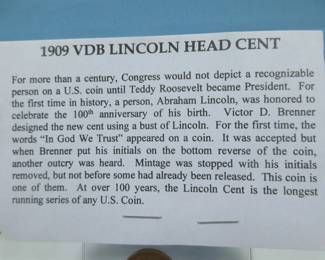 1909 VDB LINCOLN HEAD CENT
For more than a century, Congress would not depict a recognizable
person on a U.S. coin until Teddy Roosevelt became President. For
the first time in history, a person, Abraham Lincoln, was honored to
celebrate the 100th anniversary of his birth. Victor D. Brenner
designed the new cent using a bust of Lincoln. For the first time, the
words “In God We Trust” appeared on a coin. It was accepted but
when Brenner put his initials on the bottom reverse of the coin,
another outcry was heard. Mintage was stopped with his initials
removed, but not before some had already been released. This coin is
one of them. At over 100 years, the Lincoln Cent is the longest
running series of any U.S. Coin.